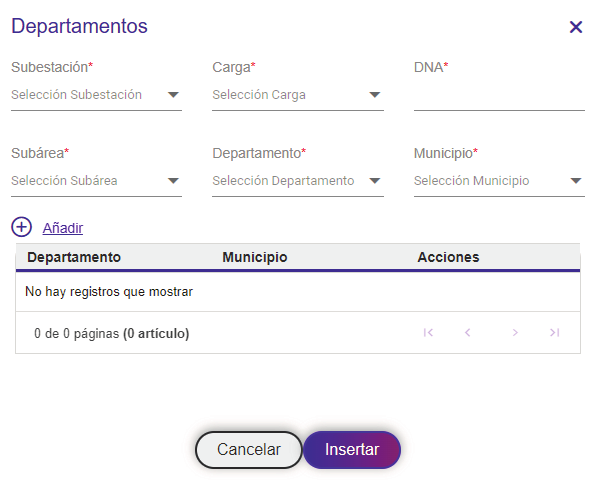 Departamentos
Subestación* Carga* DNA*
Selección Subestación Selección Carga
Subárea* Departamento* Municipio*
Selección Subárea Selección Departamento Selección Municipio
Añadir
Departamento Municipio Acciones
No hay registros que mostrar
0 de 0 páginas (0 artículo)
Cancelar Insertar